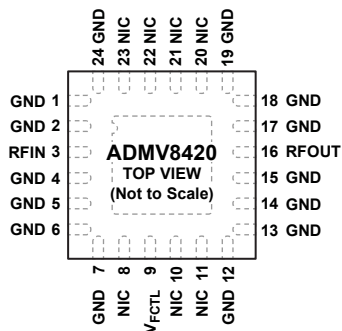 24 GND
23 NIC
22 NIC
21 NIC
20 NIC
19 GND
GND 1
GND 2
RFIN 3
GND 4
GND 5
GND 6
ADMV8420
TOP VIEW
(Not to Scale)
18 GND
17 GND
16 RFOUT
15 GND
14 GND
13 GND
GND 7
NIC 8
VFCTL 9
NIC 10
NIC 11
GND 12